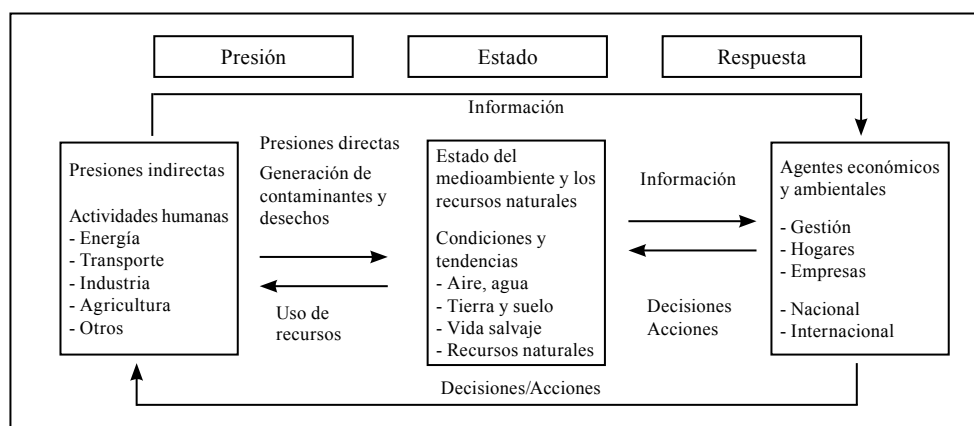 Presión
Estado
Respuesta
Información
Presiones indirectas
Actividades humanas
- Energía
- Transporte
- Industria
- Agricultura
- Otros
Presiones directas
Generación de
contaminantes y
desechos
Uso de
recursos
Estado del
medioambiente y los
recursos naturales
Condiciones y
tendencias
- Aire, agua
- Tierra y suelo
- Vida salvaje
- Recursos naturales
Información
Decisiones
Acciones
Agentes económicos
y ambientales
- Gestión
- Hogares
- Empresas
- Nacional
- Internacional
Decisiones/Acciones